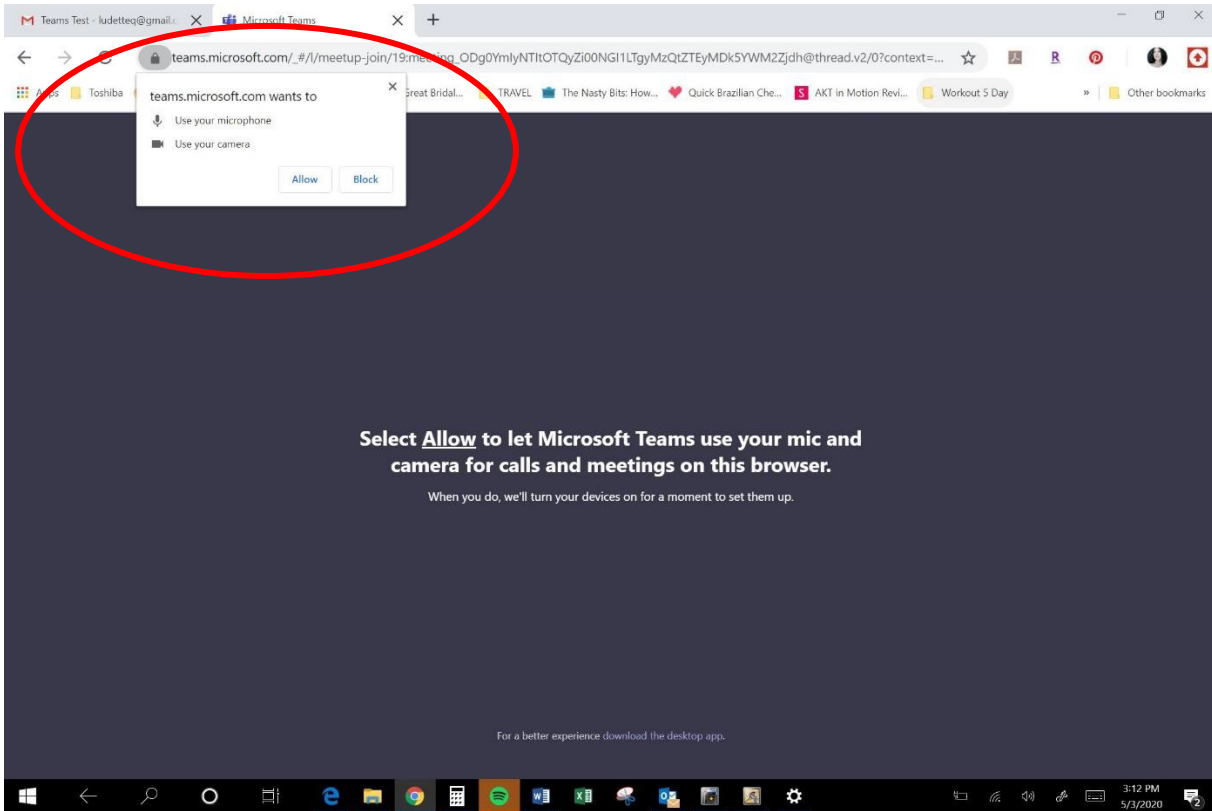 Teams Test - ludetteq@gmail.c
Microsoft Teams
teams.microsoft.com/_#/l/meetup-join/19:meeting_ODg0YmIyNTItOTQyZi00NGI1LTgyMzQtZTEyMDk5YWM2Zjdh@thread.v2/0?context=...
Apps Toshiba Great Bridal... TRAVEL The Nasty Bits: How... Quick Brazilian Che... AKT in Motion Revi... Workout 5 Day » Other bookmarks
teams.microsoft.com wants to
Use your microphone
Use your camera
Allow Block
Select Allow to let Microsoft Teams use your mic and
camera for calls and meetings on this browser.
When you do, we'll turn your devices on for a moment to set them up.
For a better experience download the desktop app.
3:12 PM
5/3/2020